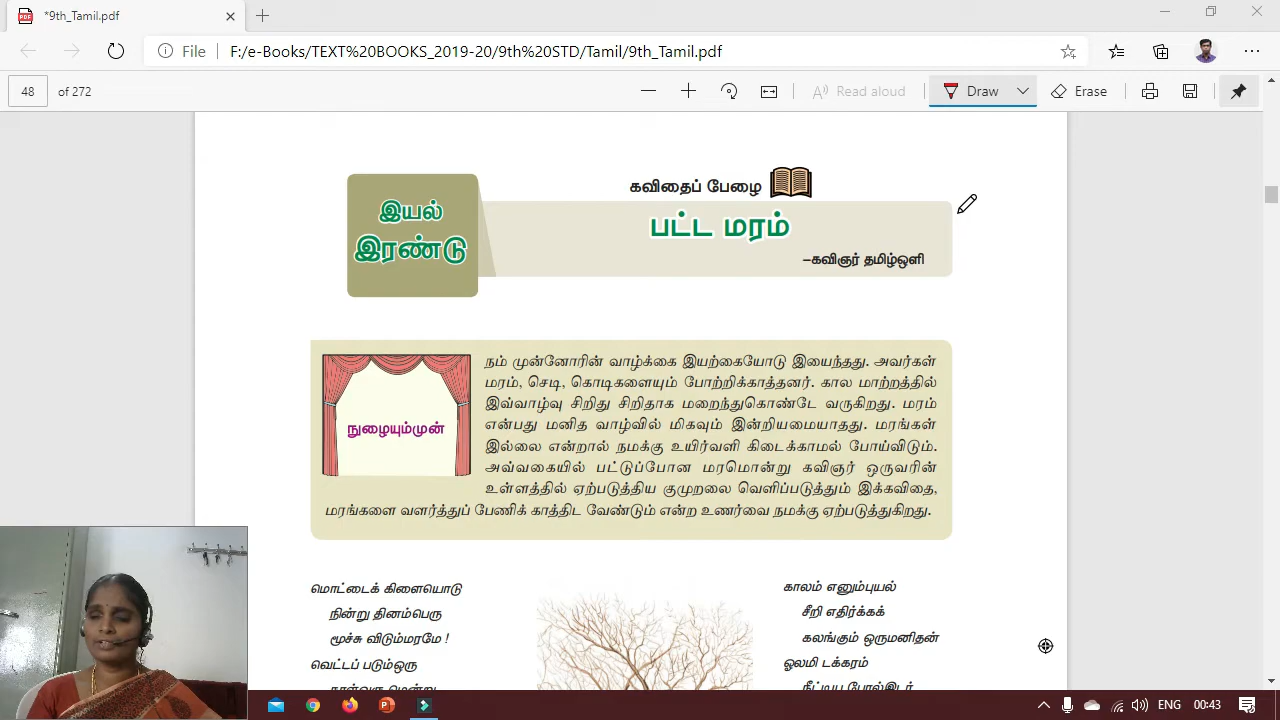 *9th_Tamil.pdf
File F:/e-Books/TEXT%20BOOKS_2019-20/9th%20STD/Tamil/9th_Tamil.pdf
48 of 272 Read aloud Draw Erase
கவிதைப் பேழை
இயல்
இரண்டு
பட்ட மரம்
–கவிஞர் தமிழ்ஒளி
நுழையும்முன்
நம் முன்னோரின் வாழ்க்கை இயற்கையோடு இயைந்தது. அவர்கள்
மரம், செடி, கொடிகளையும் போற்றிக்காத்தனர். கால மாற்றத்தில்
இவ்வாழ்வு சிறிது சிறிதாக மறைந்துகொண்டே வருகிறது. மரம்
என்பது மனித வாழ்வில் மிகவும் இன்றியமையாதது. மரங்கள்
இல்லை என்றால் நமக்கு உயிர்வளி கிடைக்காமல் போய்விடும்.
அவ்வகையில் பட்டுப்போன மரமொன்று கவிஞர் ஒருவரின்
உள்ளத்தில் ஏற்படுத்திய குமுறலை வெளிப்படுத்தும் இக்கவிதை,
மரங்களை வளர்த்துப் பேணிக் காத்திட வேண்டும் என்ற உணர்வை நமக்கு ஏற்படுத்துகிறது.
மொட்டைக் கிளையொடு
நின்று தினம்பெரு
மூச்சு விடும்மரமே !
வெட்டப் படும்ஒரு
காலம் எனும்புயல்
சீறி எதிர்க்கக்
கலங்கும் ஒருமனிதன்
ஓலமி டக்கரம்
நீட்டிய போல்இடர்
ENG 00:43